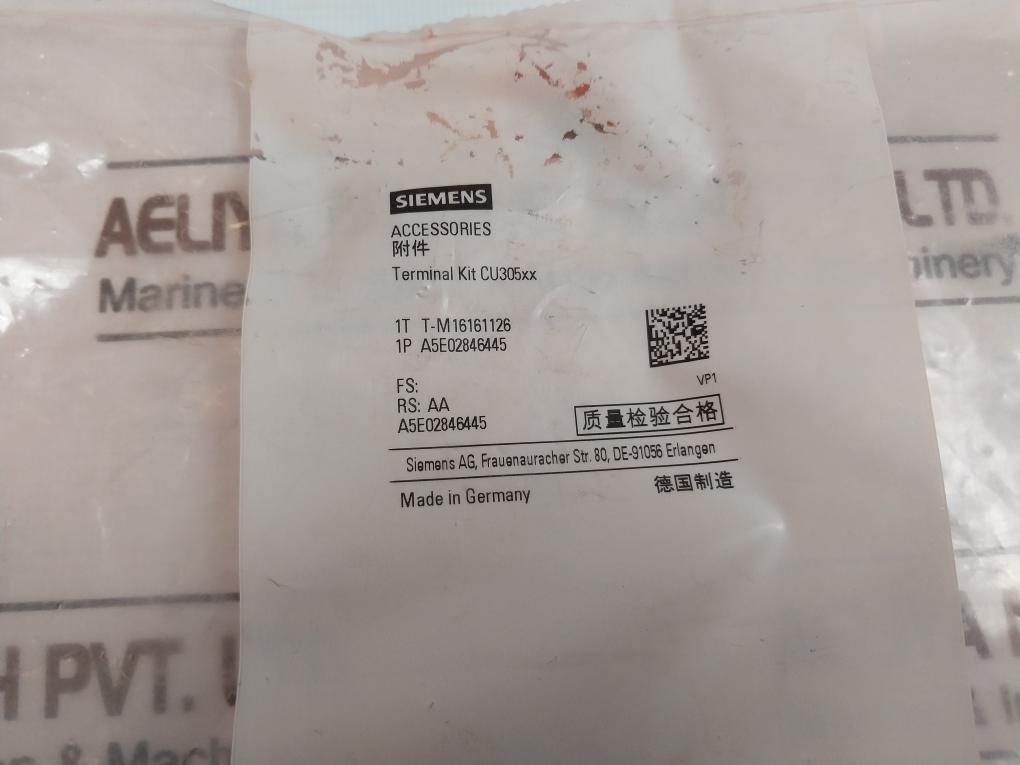 AELIY
LTD.
Marine
SIEMENS
ACCESSORIES
附件
Terminal Kit CU305xx
1T T-M16161126
1P A5E02846445
VP1
FS:
RS: AA
A5E02846445
质量检验合格
Siemens AG, Frauenauracher Str. 80, DE-91056 Erlangen
Made in Germany
德国制造
H PVT.
& Mach